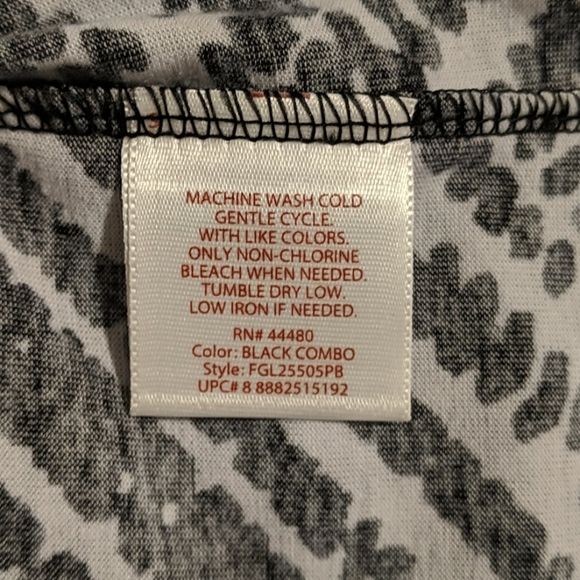 MACHINE WASH COLD
GENTLE CYCLE.
WITH LIKE COLORS.
ONLY NON-CHLORINE
BLEACH WHEN NEEDED.
TUMBLE DRY LOW.
LOW IRON IF NEEDED.
RN# 44480
Color: BLACK COMBO
Style: FGL25505PB
UPC# 8 8882515192